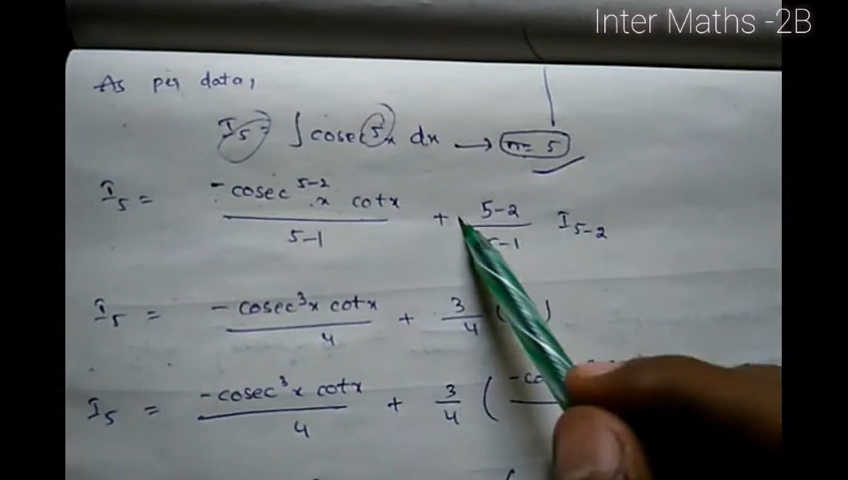 Inter Maths -2B
As per data,
I₅ = ∫ cosec⁵x dx → n = 5
I₅ = -cosec⁵⁻²x cotx / 5-1 + 5-2 / 5-1 I₅₋₂
I₅ = -cosec³x cotx / 4 + 3/4 ( )
I₅ = -cosec³x cotx / 4 + 3/4 (